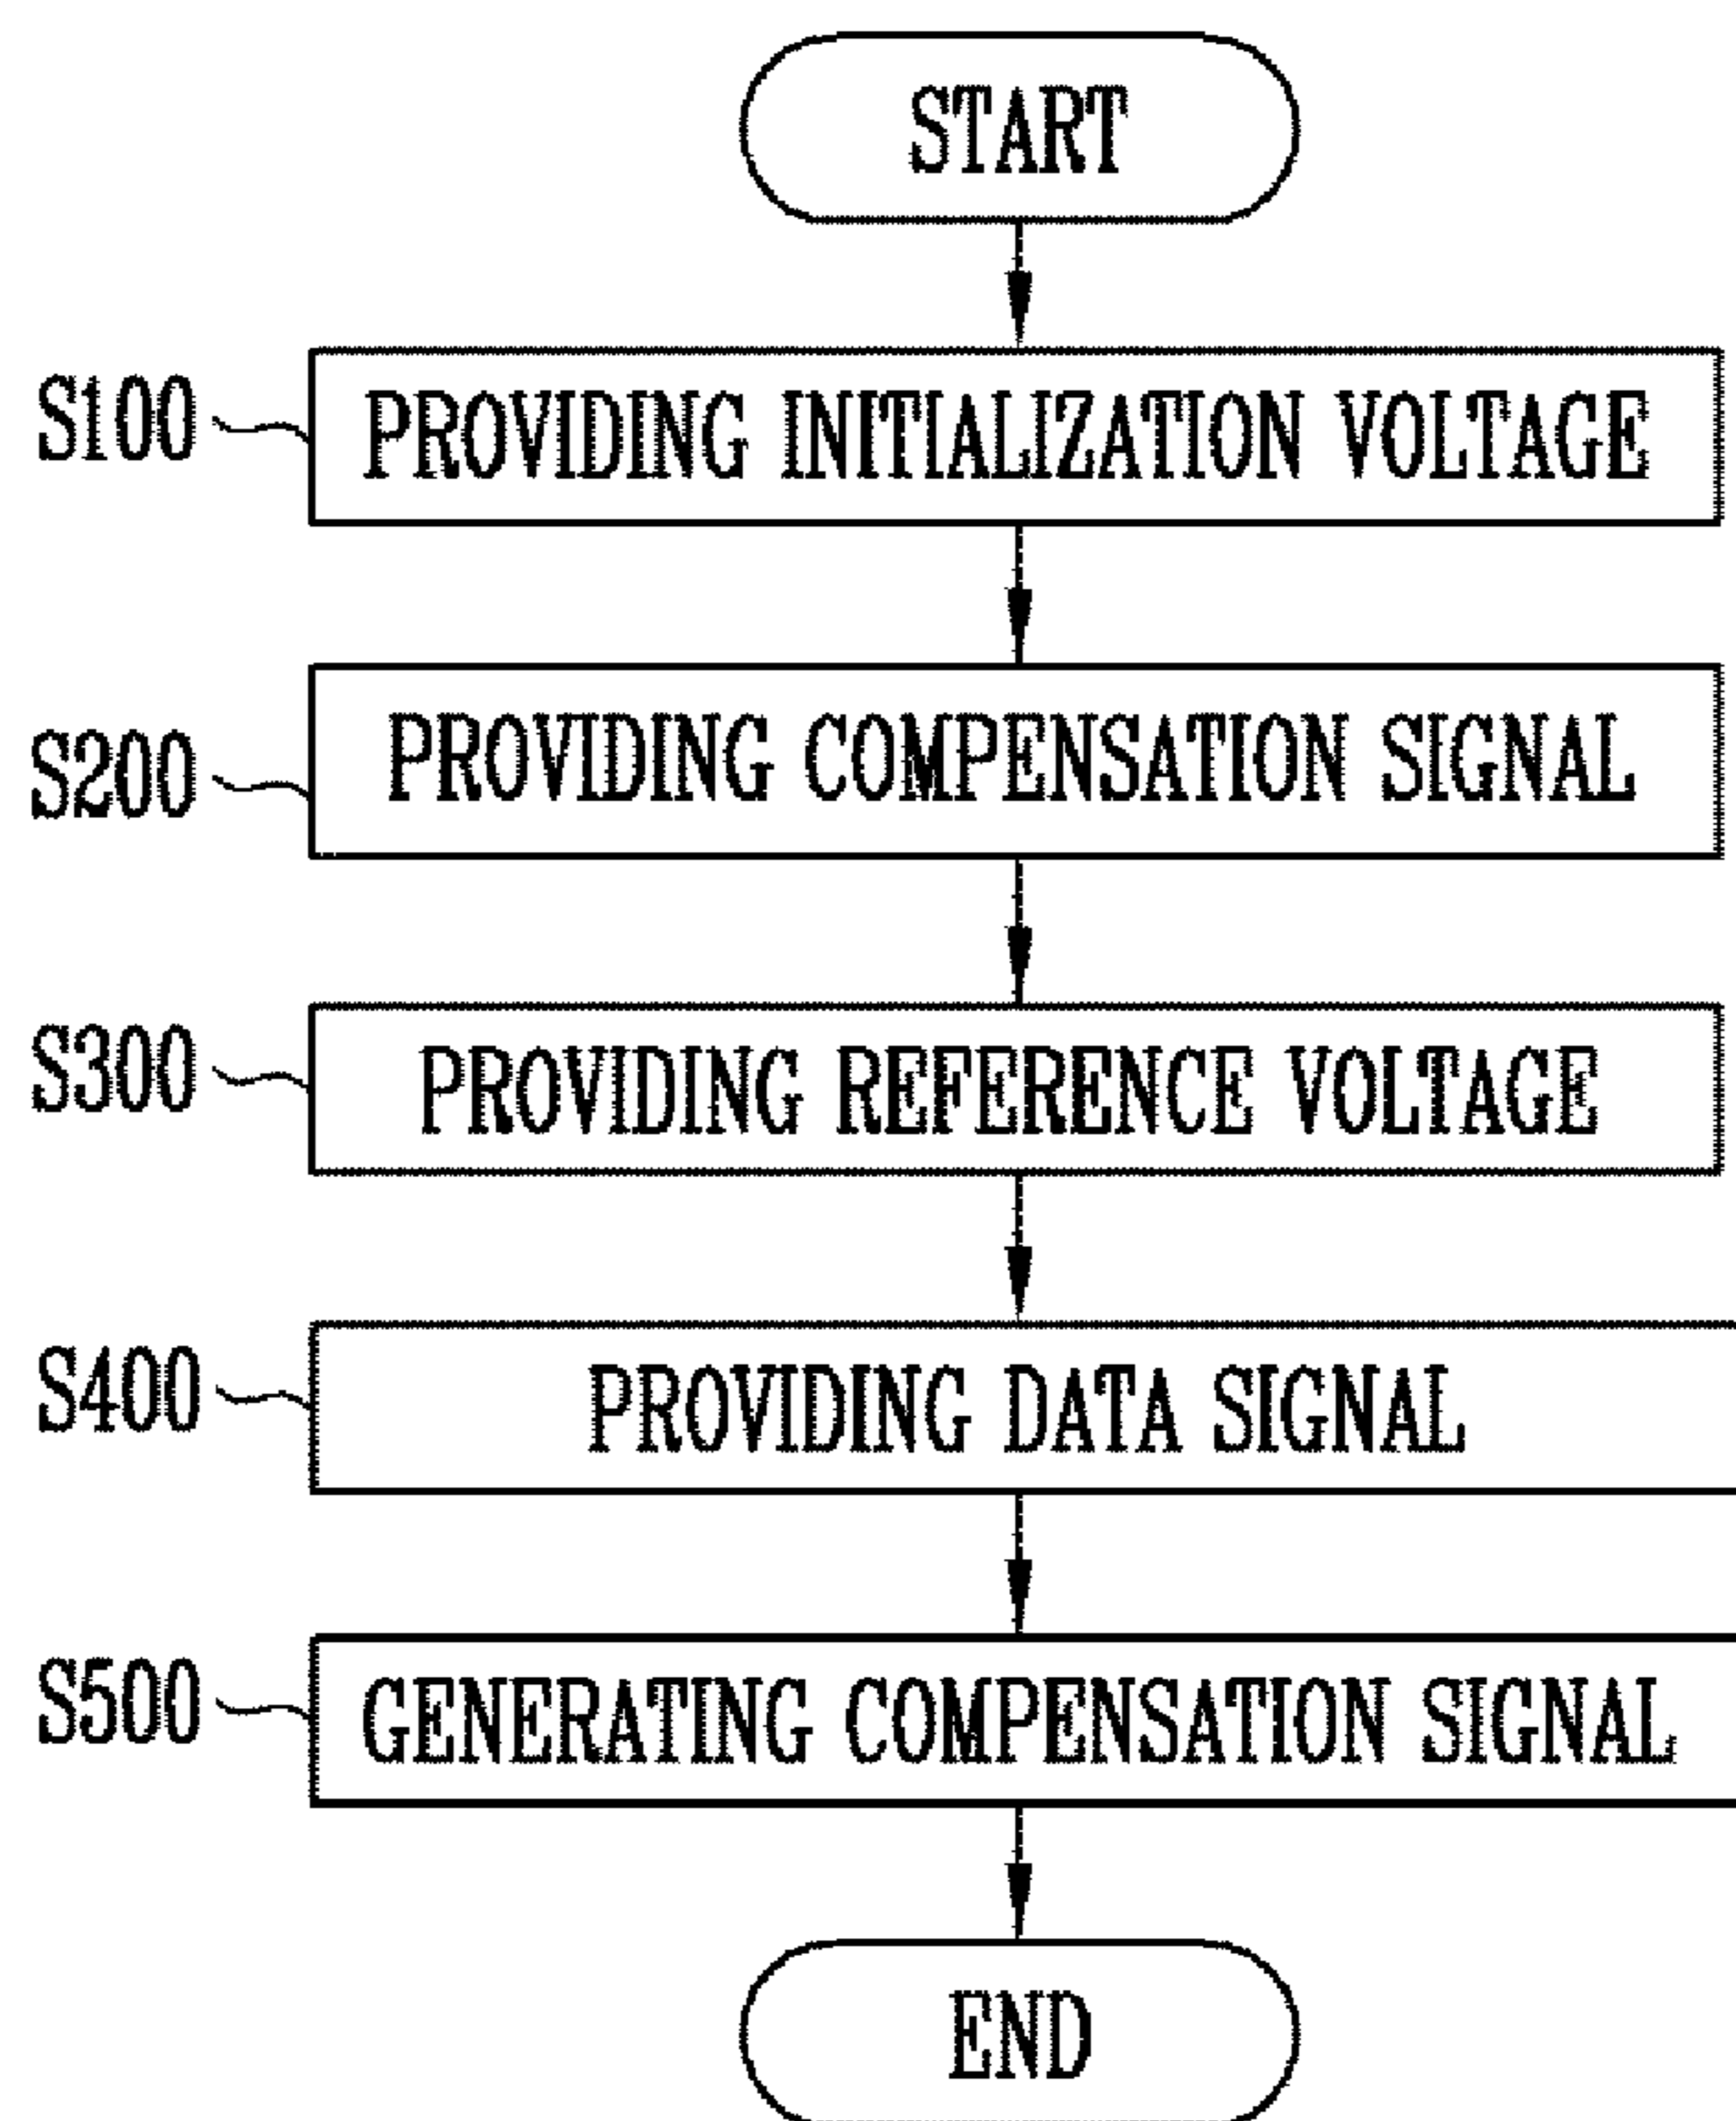 START
S100 PROVIDING INITIALIZATION VOLTAGE
S200 PROVIDING COMPENSATION SIGNAL
S300 PROVIDING REFERENCE VOLTAGE
S400 PROVIDING DATA SIGNAL
S500 GENERATING COMPENSATION SIGNAL
END